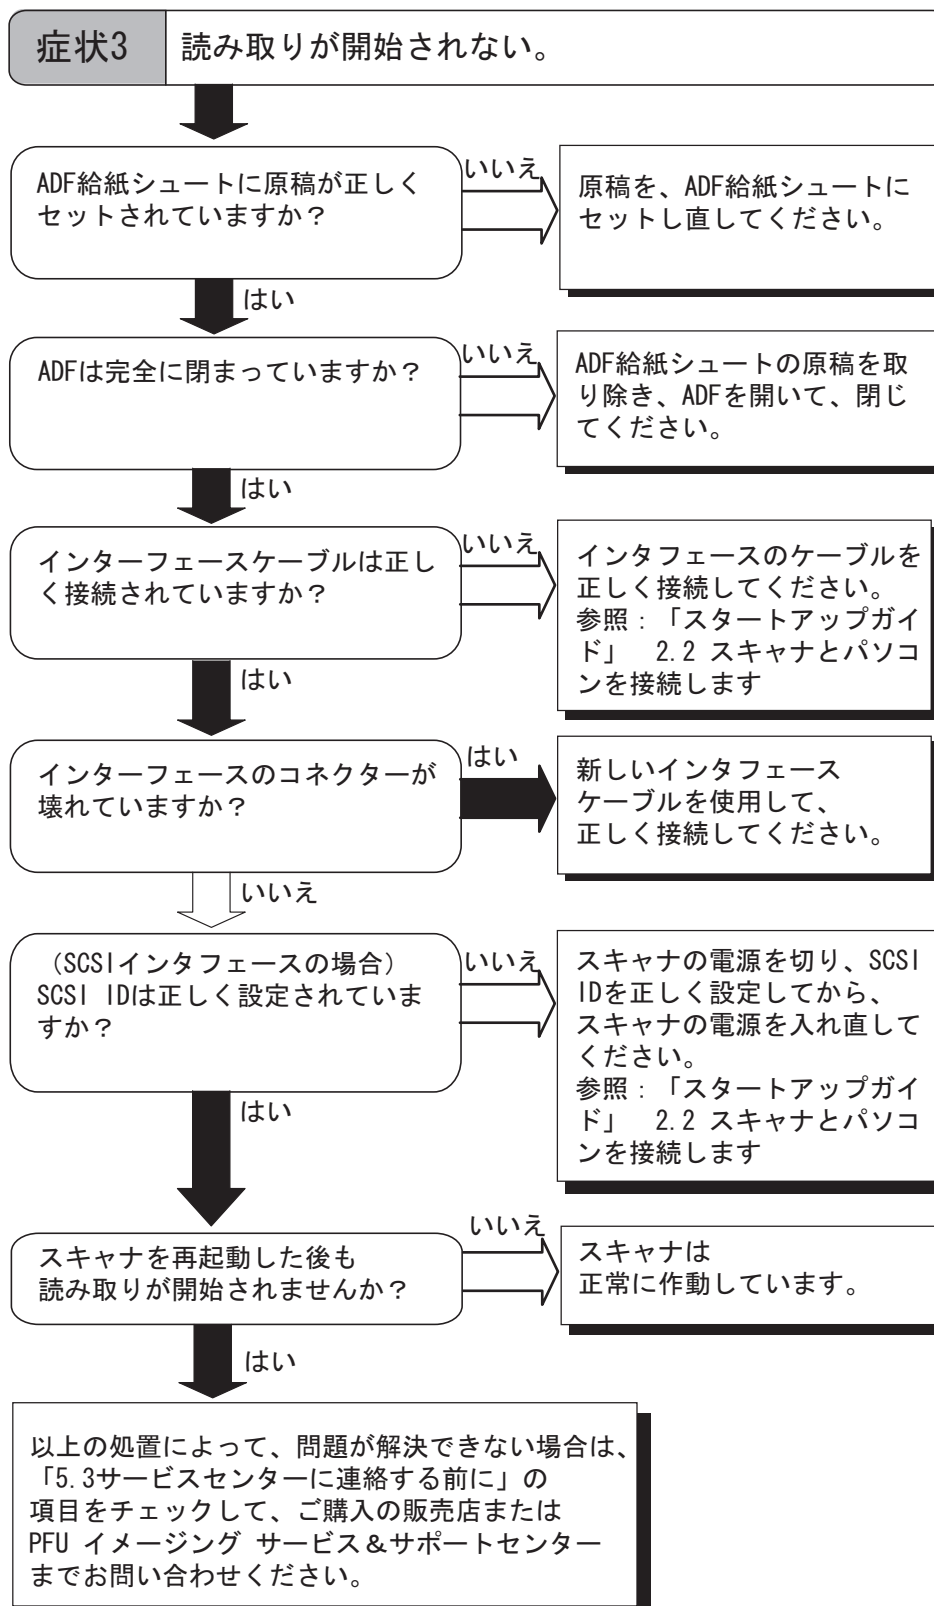 症状3
読み取りが開始されない。
ADF給紙シュートに原稿が正しく
セットされていますか？
いいえ
原稿を、ADF給紙シュートに
セットし直してください。
はい
ADFは完全に閉まっていますか？
いいえ
ADF給紙シュートの原稿を取
り除き、ADFを開いて、閉じ
てください。
はい
インターフェースケーブルは正し
く接続されていますか？
いいえ
インタフェースのケーブルを
正しく接続してください。
参照：「スタートアップガイ
ド」 2.2 スキャナとパソコ
ンを接続します
はい
インターフェースのコネクターが
壊れていますか？
はい
新しいインタフェース
ケーブルを使用して、
正しく接続してください。
いいえ
（SCSIインタフェースの場合）
SCSI IDは正しく設定されていま
すか？
いいえ
スキャナの電源を切り、SCSI
IDを正しく設定してから、
スキャナの電源を入れ直して
ください。
参照：「スタートアップガイ
ド」 2.2 スキャナとパソコ
ンを接続します
はい
スキャナを再起動した後も
読み取りが開始されませんか？
いいえ
スキャナは
正常に作動しています。
はい
以上の処置によって、問題が解決できない場合は、
「5.3サービスセンターに連絡する前に」の
項目をチェックして、ご購入の販売店または
PFU イメージング サービス＆サポートセンター
までお問い合わせください。